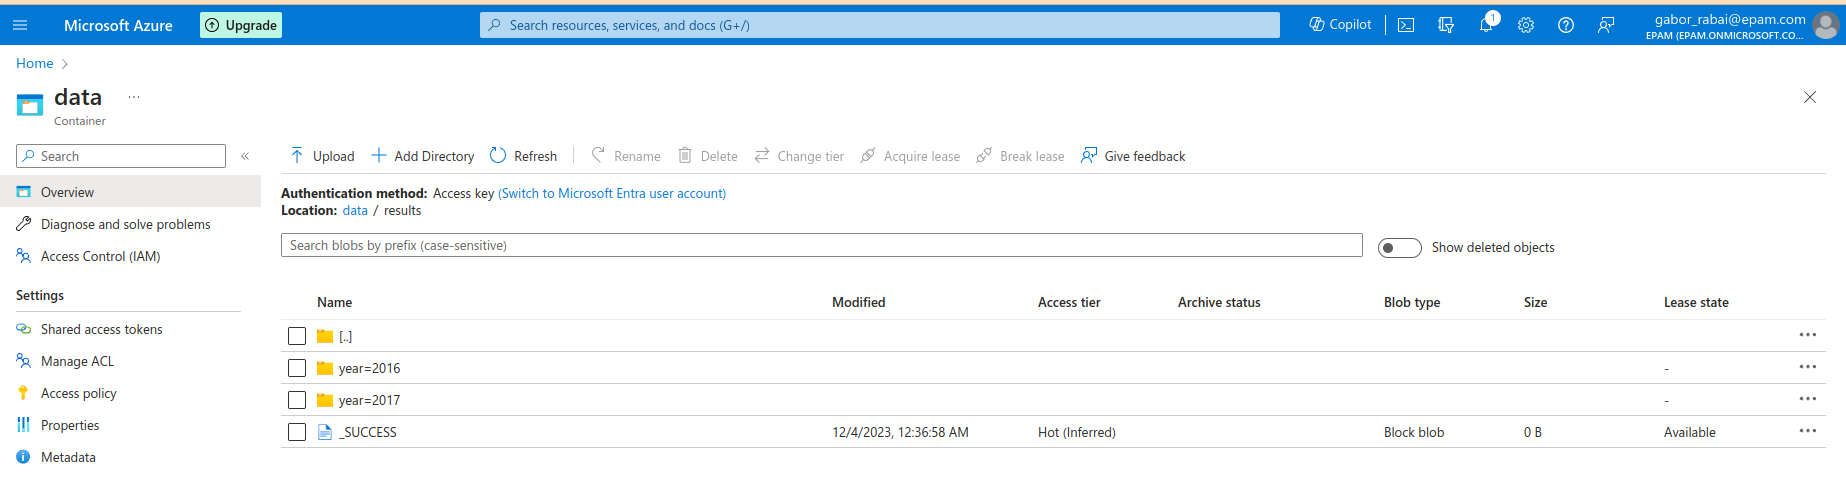 Microsoft Azure
Upgrade
Search resources, services, and docs (G+/)
Copilot
1
gabor_rabai@epam.com
EPAM (EPAM.ONMICROSOFT.CO...
Home
data ...
Container
Search
Overview
Diagnose and solve problems
Access Control (IAM)
Settings
Shared access tokens
Manage ACL
Access policy
Properties
Metadata
Upload Add Directory Refresh Rename Delete Change tier Acquire lease Break lease Give feedback
Authentication method: Access key (Switch to Microsoft Entra user account)
Location: data / results
Search blobs by prefix (case-sensitive)
Show deleted objects
Name Modified Access tier Archive status Blob type Size Lease state
[..]
year=2016 -
year=2017 -
_SUCCESS 12/4/2023, 12:36:58 AM Hot (Inferred) Block blob 0 B Available